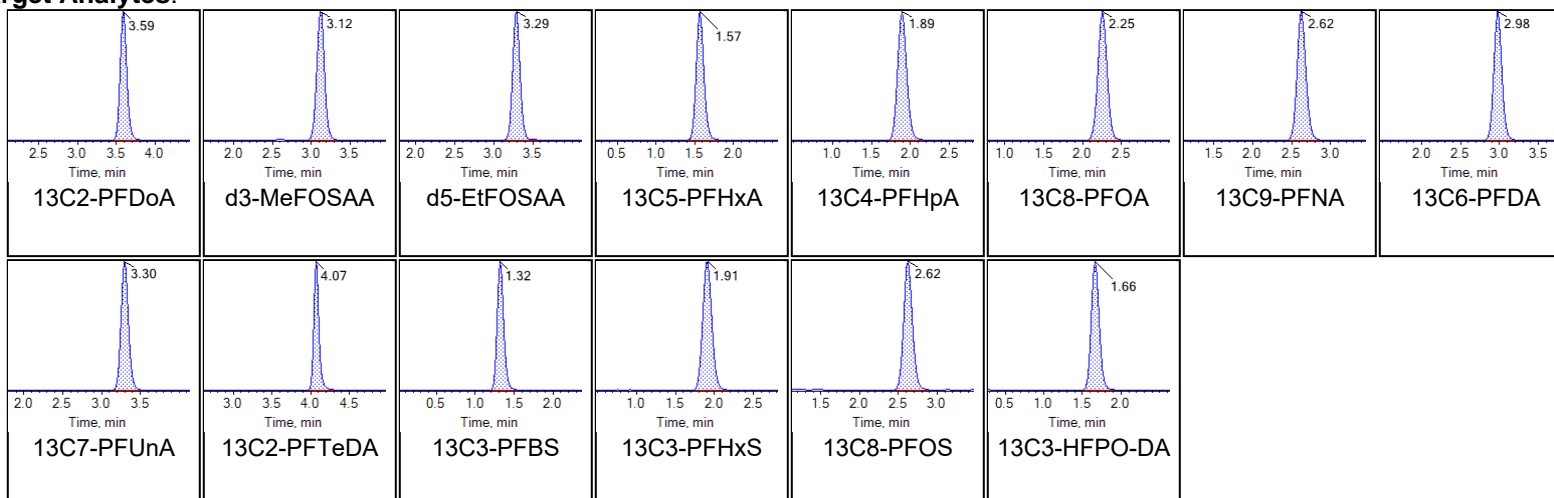 3.59 3.12 3.29 1.57 1.89 2.25 2.62 2.98
2.5 3.0 3.5 4.0 2.0 2.5 3.0 3.5 2.0 2.5 3.0 3.5 0.5 1.0 1.5 2.0 1.0 1.5 2.0 2.5 1.0 1.5 2.0 2.5 1.5 2.0 2.5 3.0 2.0 2.5 3.0 3.5
Time, min Time, min Time, min Time, min Time, min Time, min Time, min Time, min
13C2-PFDoA d3-MeFOSAA d5-EtFOSAA 13C5-PFHxA 13C4-PFHpA 13C8-PFOA 13C9-PFNA 13C6-PFDA
3.30 4.07 1.32 1.91 2.62 1.66
2.0 2.5 3.0 3.5 3.0 3.5 4.0 4.5 0.5 1.0 1.5 2.0 1.0 1.5 2.0 2.5 1.5 2.0 2.5 3.0 0.5 1.0 1.5 2.0
Time, min Time, min Time, min Time, min Time, min Time, min
13C7-PFUnA 13C2-PFTeDA 13C3-PFBS 13C3-PFHxS 13C8-PFOS 13C3-HFPO-DA